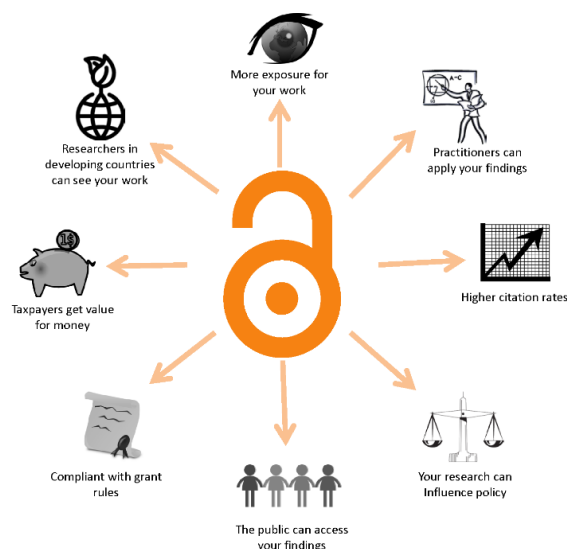 More exposure for
your work
Practitioners can
apply your findings
Higher citation rates
Your research can
Influence policy
The public can access
your findings
Compliant with grant
rules
Taxpayers get value
for money
Researchers in
developing countries
can see your work
A-C
1$